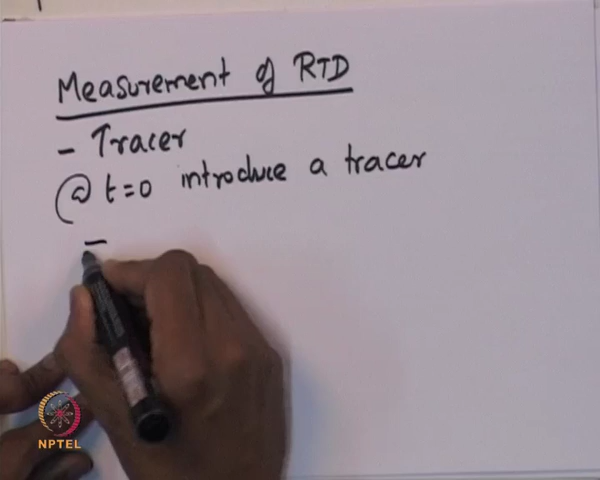 Measurement of RTD
- Tracer
@ t=0 introduce a tracer
-
NPTEL